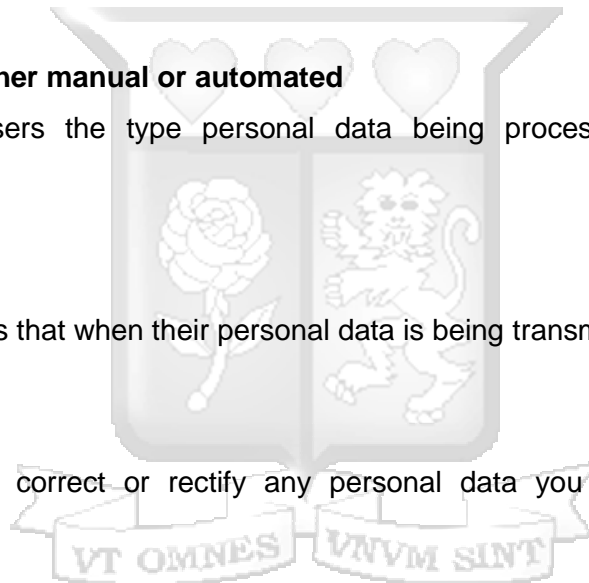 her manual or automated
sers the type personal data being proces
s that when their personal data is being transm
correct or rectify any personal data you
VT OMNES VNVM SINT